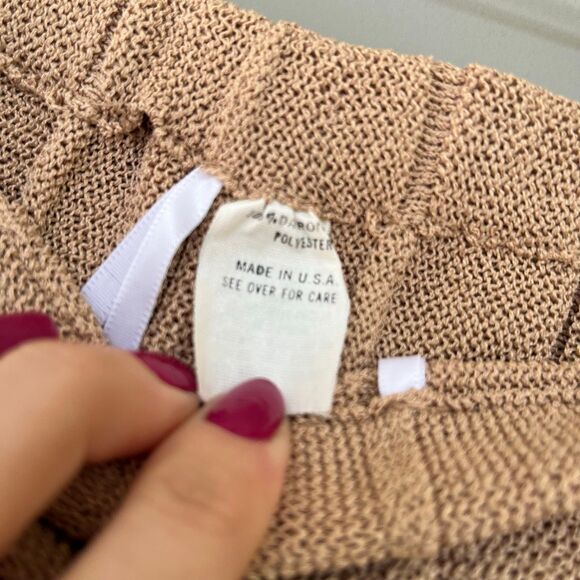 POLYESTER
MADE IN U.S.A.
SEE OVER FOR CARE